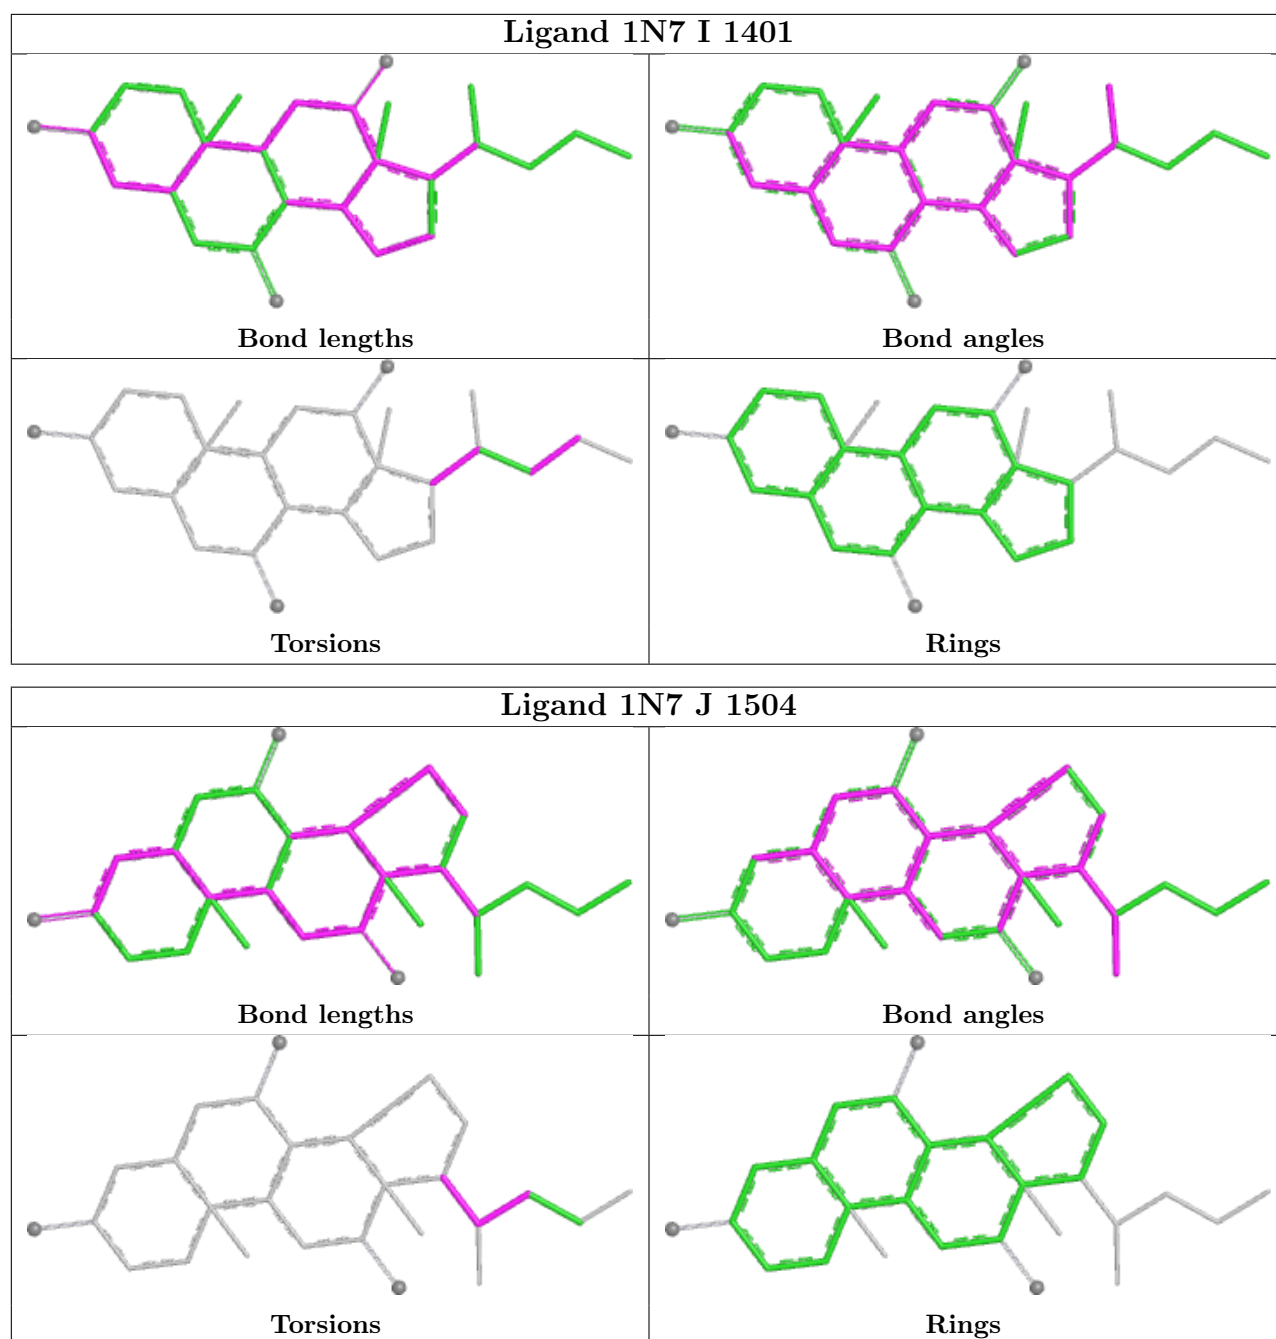 Ligand 1N7 I 1401
Bond lengths
Bond angles
Torsions
Rings
Ligand 1N7 J 1504
Bond lengths
Bond angles
Torsions
Rings